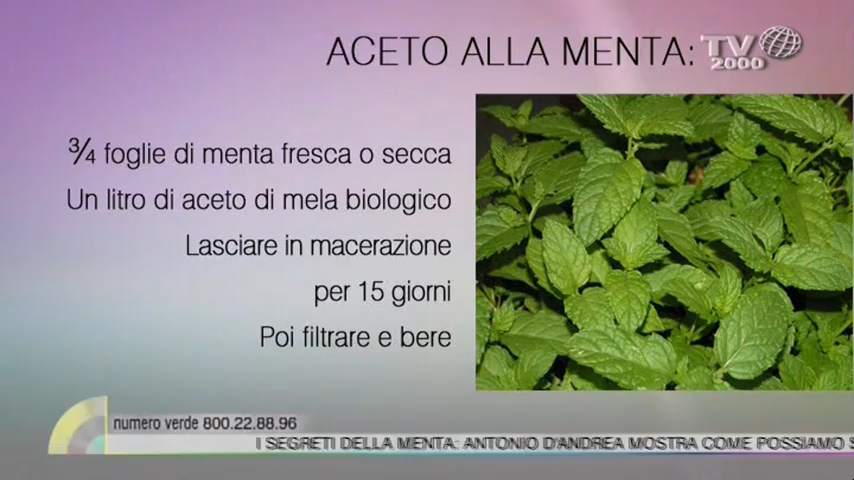 ACETO ALLA MENTA:
TV
2000
¾ foglie di menta fresca o secca
Un litro di aceto di mela biologico
Lasciare in macerazione
per 15 giorni
Poi filtrare e bere
numero verde 800.22.88.96
I SEGRETI DELLA MENTA: ANTONIO D'ANDREA MOSTRA COME POSSIAMO S